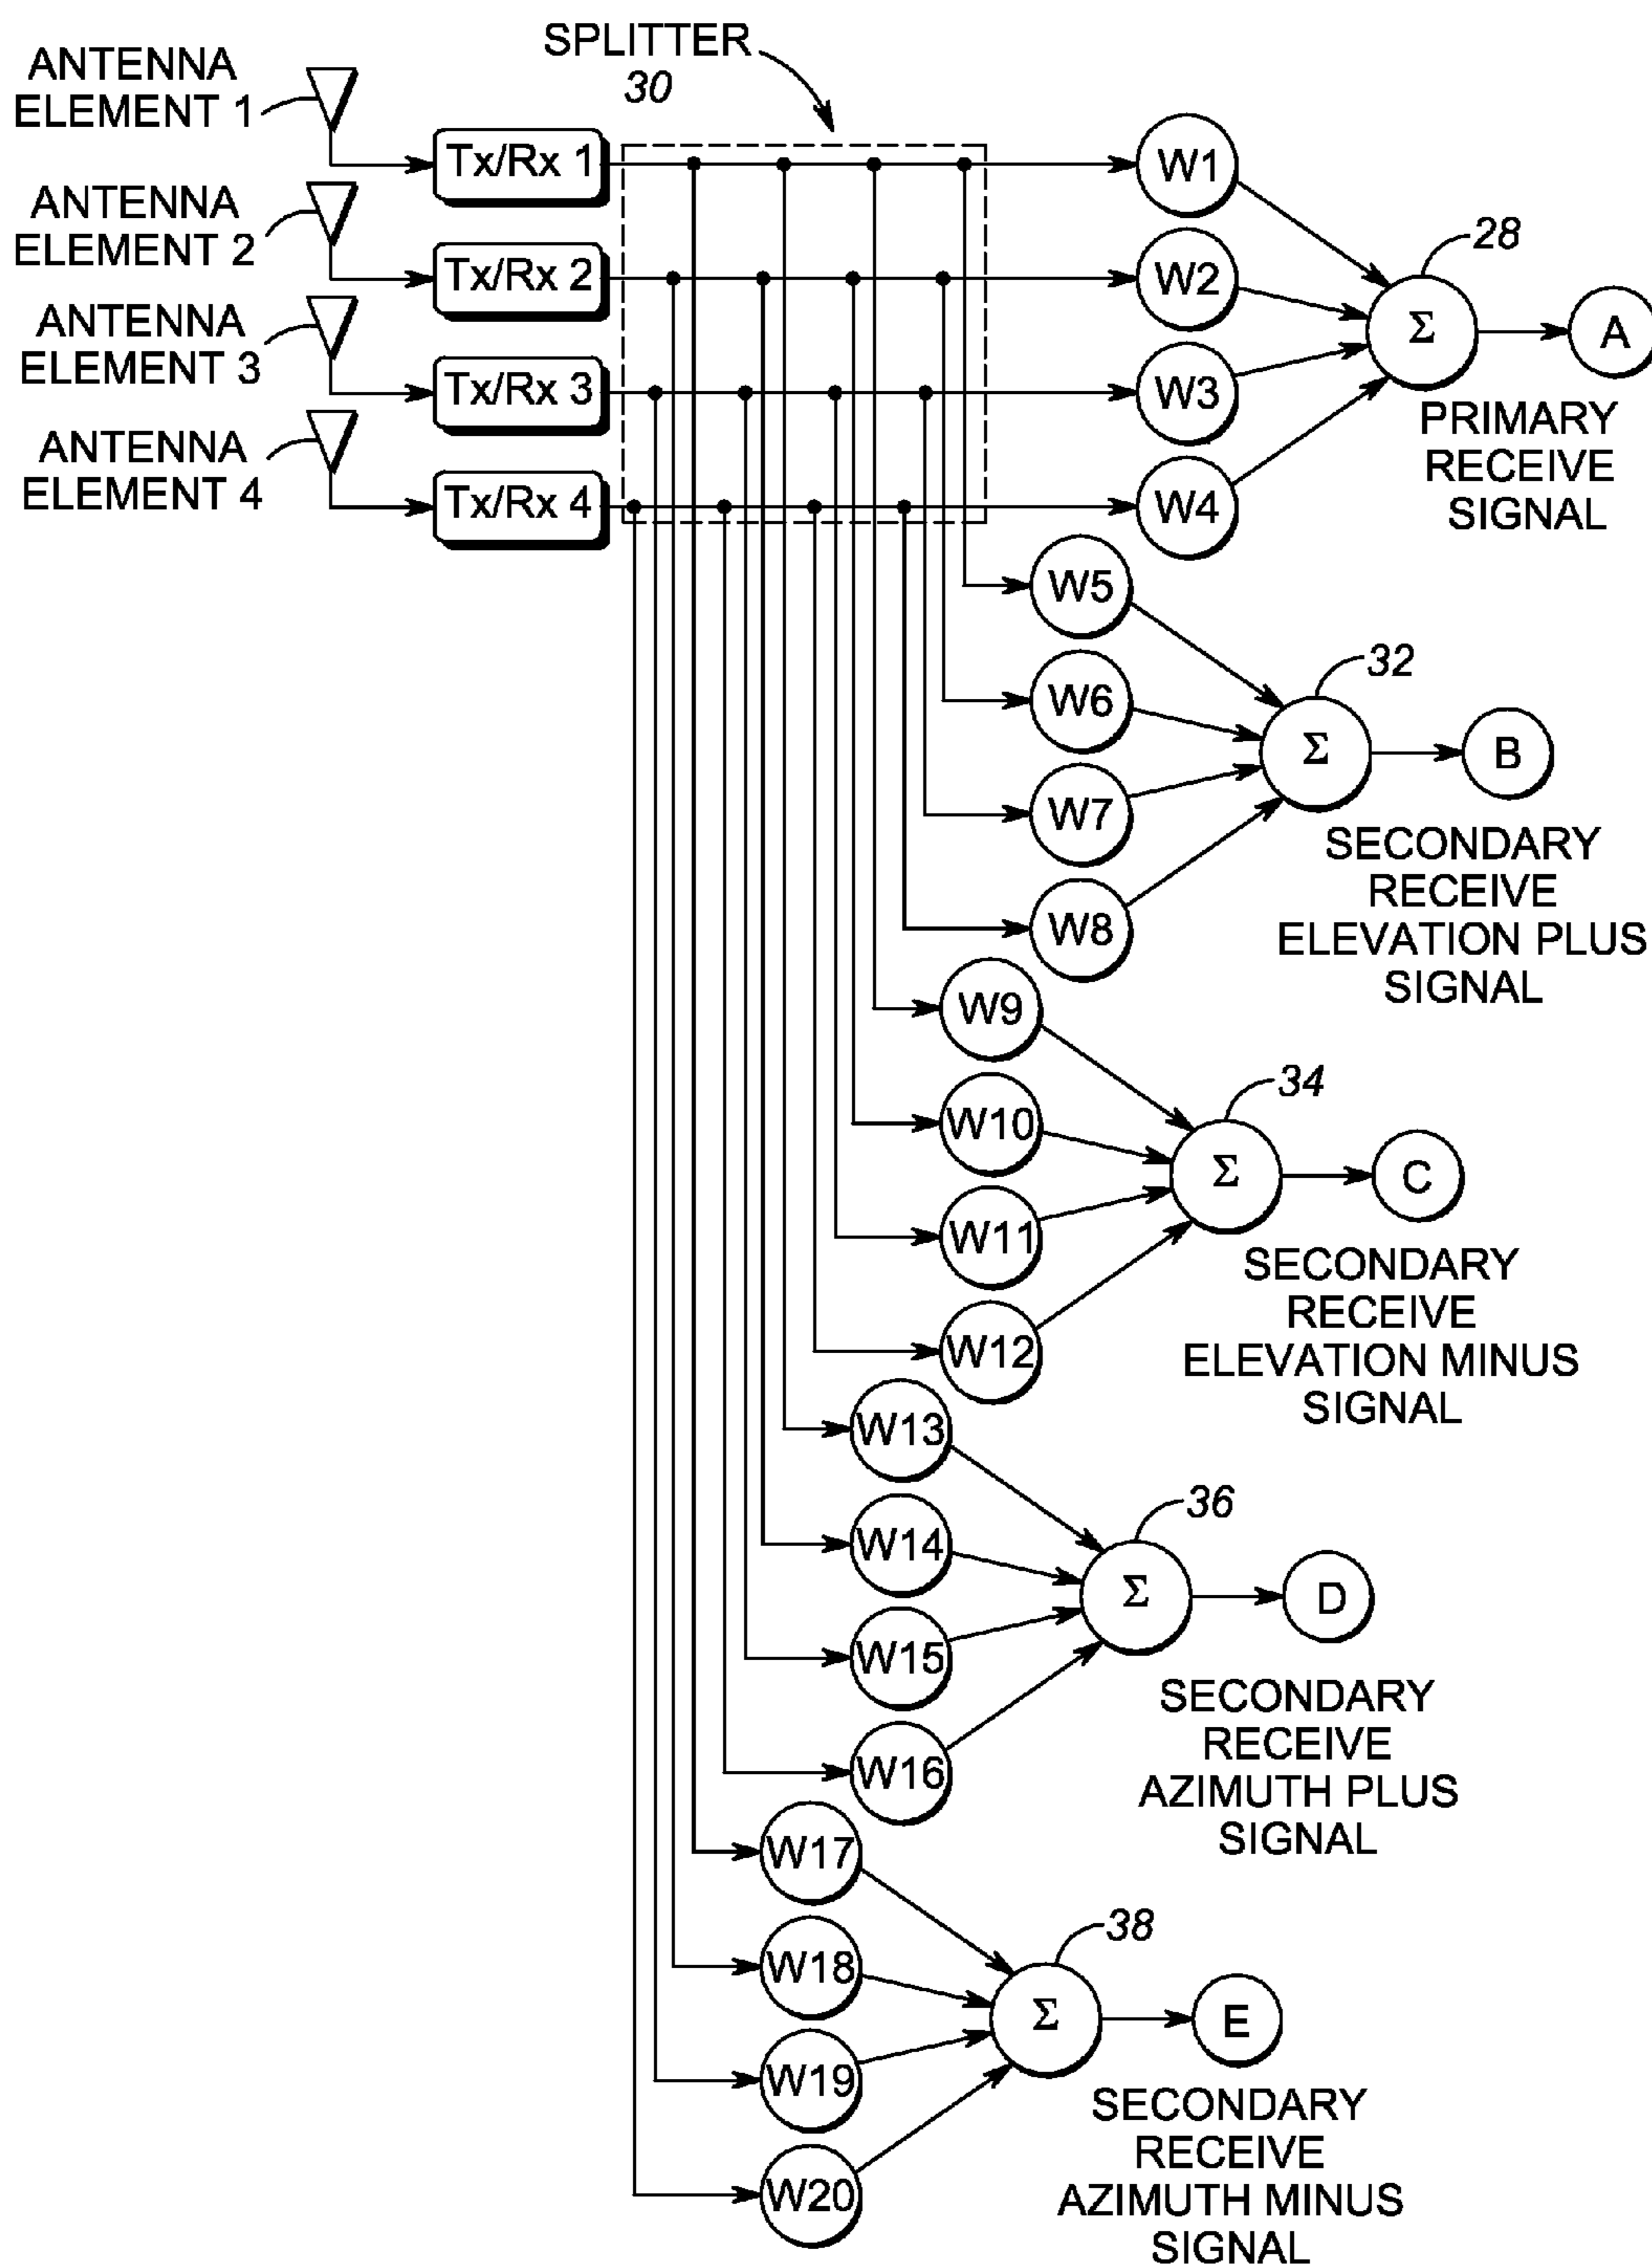 SPLITTER
30
ANTENNA
ELEMENT 1
Tx/Rx 1
W1
ANTENNA
ELEMENT 2
Tx/Rx 2
W2
28
Σ
A
ANTENNA
ELEMENT 3
Tx/Rx 3
W3
PRIMARY
RECEIVE
SIGNAL
ANTENNA
ELEMENT 4
Tx/Rx 4
W4
W5
W6
W7
W8
32
Σ
B
SECONDARY
RECEIVE
ELEVATION PLUS
SIGNAL
W9
W10
W11
W12
34
Σ
C
SECONDARY
RECEIVE
ELEVATION MINUS
SIGNAL
W13
W14
W15
W16
36
Σ
D
SECONDARY
RECEIVE
AZIMUTH PLUS
SIGNAL
W17
W18
W19
W20
38
Σ
E
SECONDARY
RECEIVE
AZIMUTH MINUS
SIGNAL